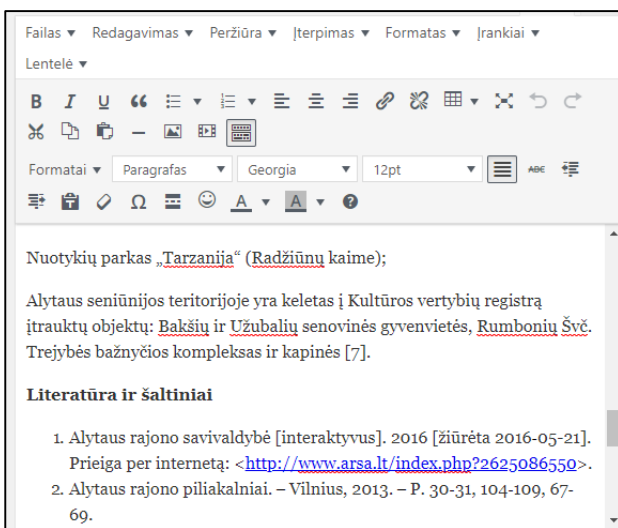 Failas Redagavimas Peržiūra Įterpimas Formatas Įrankiai
Lentelė
B I U
Formatai Paragrafas Georgia 12pt ABC
Ω A A
Nuotykių parkas „Tarzanija“ (Radžiūnų kaime);
Alytaus seniūnijos teritorijoje yra keletas į Kultūros vertybių registrą
įtrauktų objektų: Bakšių ir Užubalių senovinės gyvenvietės, Rumbonių Švč.
Trejybės bažnyčios kompleksas ir kapinės [7].
Literatūra ir šaltiniai
1. Alytaus rajono savivaldybė [interaktyvus]. 2016 [žiūrėta 2016-05-21].
Prieiga per internetą: <http://www.arsa.lt/index.php?2625086550>.
2. Alytaus rajono piliakalniai. – Vilnius, 2013. – P. 30-31, 104-109, 67-
69.